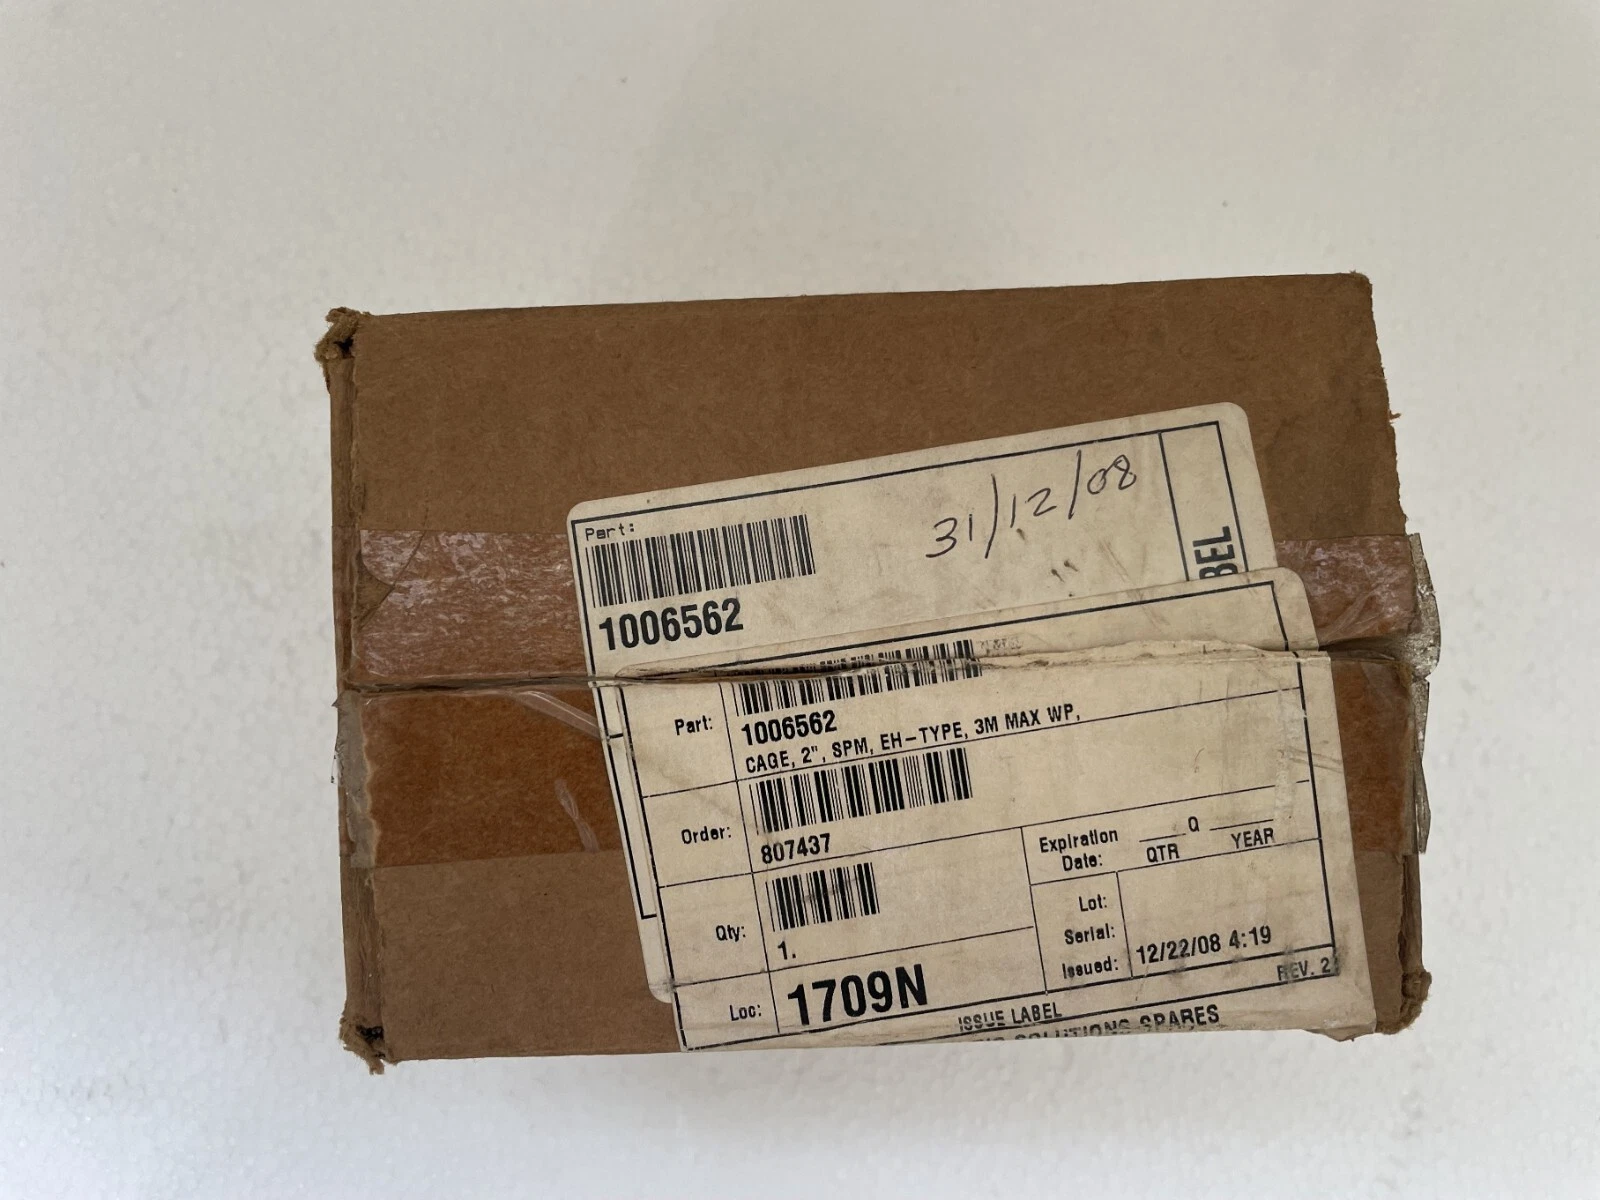 Part:
31/12/08
1006562
BEL
Part:
1006562
CAGE, 2", SPM, EH-TYPE, 3M MAX WP,
Order:
807437
Expiration Date:
Q
QTR YEAR
Qty:
1.
Lot:
Serial:
Issued: 12/22/08 4:19
Loc: 1709N
REV. 2
ISSUE LABEL
SOLUTIONS SPARES